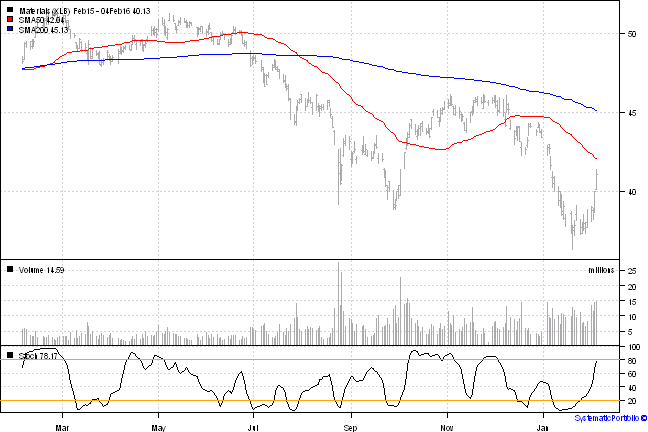 Materials (XLB) Feb15 - 04Feb16 40.13
SMA50 42.04
SMA200 45.13
50
45
40
Volume 14.59
millions
25
20
15
10
5
Stoch 78.17
100
80
60
40
20
Mar May Jul Sep Nov Jan
SystematicPortfolio ©